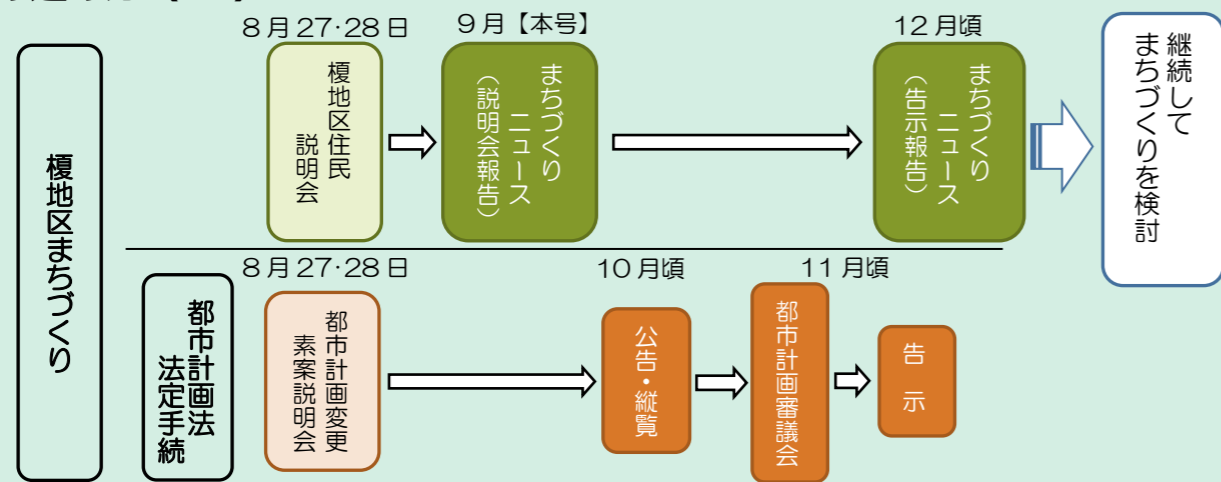 8月27・28日
9月【本号】
12月頃
榎地区まちづくり
榎地区住民
説明会
まちづくり
ニュース
（説明会報告）
まちづくり
ニュース
（告示報告）
継続して
まちづくりを検討
8月27・28日
10月頃
11月頃
都市計画法
法定手続
都市計画変更
素案説明会
公告・縦覧
都市計画審議会
告示